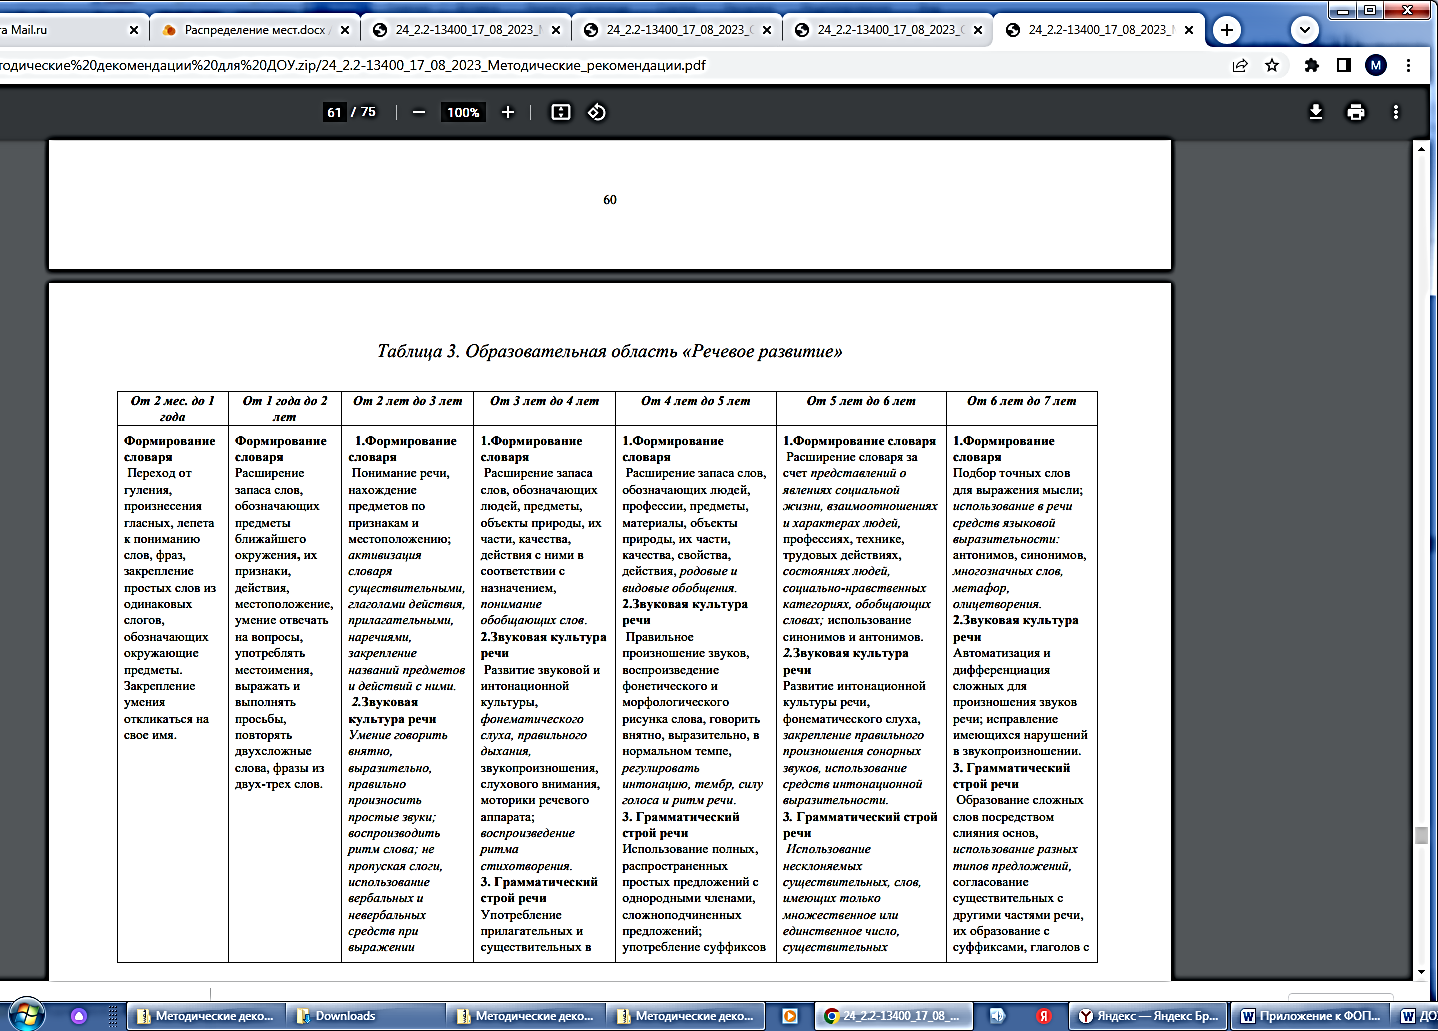 та Mail.ru
Распределение мест.docx /
24_2.2-13400_17_08_2023_М
24_2.2-13400_17_08_2023_С
24_2.2-13400_17_08_2023_С
24_2.2-13400_17_08_2023_М
тодические%20декомендации%20для%20ДОУ.zip/24_2.2-13400_17_08_2023_Методические_рекомендации.pdf
М
61 / 75
100%
60
Таблица 3. Образовательная область «Речевое развитие»
От 2 мес. до 1
года
Формирование
словаря
Переход от
гуления,
произнесения
гласных, лепета
к пониманию
слов, фраз,
закрепление
простых слов из
одинаковых
слогов,
обозначающих
окружающие
предметы.
Закрепление
умения
откликаться на
свое имя.
От 1 года до 2
лет
Формирование
словаря
Расширение
запаса слов,
обозначающих
предметы
ближайшего
окружения, их
признаки,
действия,
местоположение,
умение отвечать
на вопросы,
употреблять
местоимения,
выражать и
выполнять
просьбы,
повторять
двухсложные
слова, фразы из
двух-трех слов.
От 2 лет до 3 лет
1.Формирование
словаря
Понимание речи,
нахождение
предметов по
признакам и
местоположению;
активизация
словаря
существительными,
глаголами действия,
прилагательными,
наречиями,
закрепление
названий предметов
и действий с ними.
2.Звуковая
культура речи
Умение говорить
внятно,
выразительно,
правильно
произносить
простые звуки;
воспроизводить
ритм слова; не
пропуская слоги,
использование
вербальных и
невербальных
средств при
выражении
От 3 лет до 4 лет
1.Формирование
словаря
Расширение запаса
слов, обозначающих
людей, предметы,
объекты природы, их
части, качества,
действия с ними в
соответствии с
назначением,
понимание
обобщающих слов.
2.Звуковая культура
речи
Развитие звуковой и
интонационной
культуры,
фонематического
слуха, правильного
дыхания,
звукопроизношения,
слухового внимания,
моторики речевого
аппарата;
воспроизведение
ритма
стихотворения.
3. Грамматический
строй речи
Употребление
прилагательных и
существительных в
От 4 лет до 5 лет
1.Формирование
словаря
Расширение запаса слов,
обозначающих людей,
профессии, предметы,
материалы, объекты
природы, их части,
качества, свойства,
действия, родовые и
видовые обобщения.
2.Звуковая культура
речи
Правильное
произношение звуков,
воспроизведение
фонетического и
морфологического
рисунка слова, говорить
внятно, выразительно, в
нормальном темпе,
регулировать
интонацию, тембр, силу
голоса и ритм речи.
3. Грамматический
строй речи
Использование полных,
распространенных
простых предложений с
однородными членами,
сложноподчиненных
предложений;
употребление суффиксов
От 5 лет до 6 лет
1.Формирование словаря
Расширение словаря за
счет представлений о
явлениях социальной
жизни, взаимоотношениях
и характерах людей,
профессиях, технике,
трудовых действиях,
состояниях людей,
социально-нравственных
категориях, обобщающих
словах; использование
синонимов и антонимов.
2.Звуковая культура
речи
Развитие интонационной
культуры речи,
фонематического слуха,
закрепление правильного
произношения сонорных
звуков, использование
средств интонационной
выразительности.
3. Грамматический строй
речи
Использование
несклоняемых
существительных, слов,
имеющих только
множественное или
единственное число,
существительных
От 6 лет до 7 лет
1.Формирование
словаря
Подбор точных слов
для выражения мысли;
использование в речи
средств языковой
выразительности:
антонимов, синонимов,
многозначных слов,
метафор,
олицетворения.
2.Звуковая культура
речи
Автоматизация и
дифференциация
сложных для
произношения звуков
речи; исправление
имеющихся нарушений
в звукопроизношении.
3. Грамматический
строй речи
Образование сложных
слов посредством
слияния основ,
использование разных
типов предложений,
согласование
существительных с
другими частями речи,
их образование с
суффиксами, глаголов с
Методические деко...
Downloads
Методические деко...
Методические деко...
24_2.2-13400_17_08_...
Я
Яндекс — Яндекс Бр...
Приложение к ФОП...
ДО